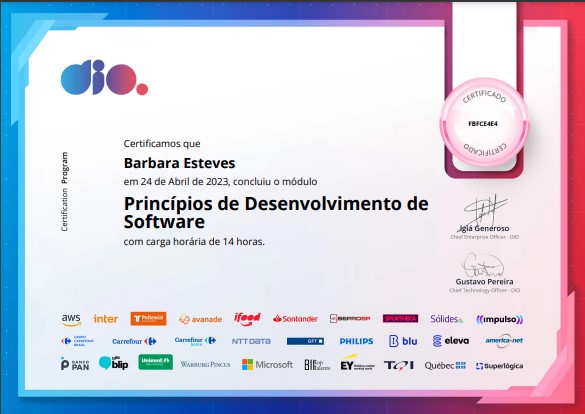 dio.
CERTIFICADO
FBFCE4E4
CERTIFICADO
Certification Program
Certificamos que
Barbara Esteves
em 24 de Abril de 2023, concluiu o módulo
Princípios de Desenvolvimento de
Software
com carga horária de 14 horas.
Iglá Generoso
Chief Enterprise Officer - DIO
Gustavo Pereira
Chief Technology Officer - DIO
aws inter Potencial avanade ifood Santander SEPROSP SPUTNECK Sólides ((impulso))
GRUPO CARREFOUR BRASIL Carrefour Carrefour NTT DATA GFT PHILIPS blu eleva america-net
BANCO PAN blip Unimed WARBURG PINCUS Microsoft EY Québec Superlógica